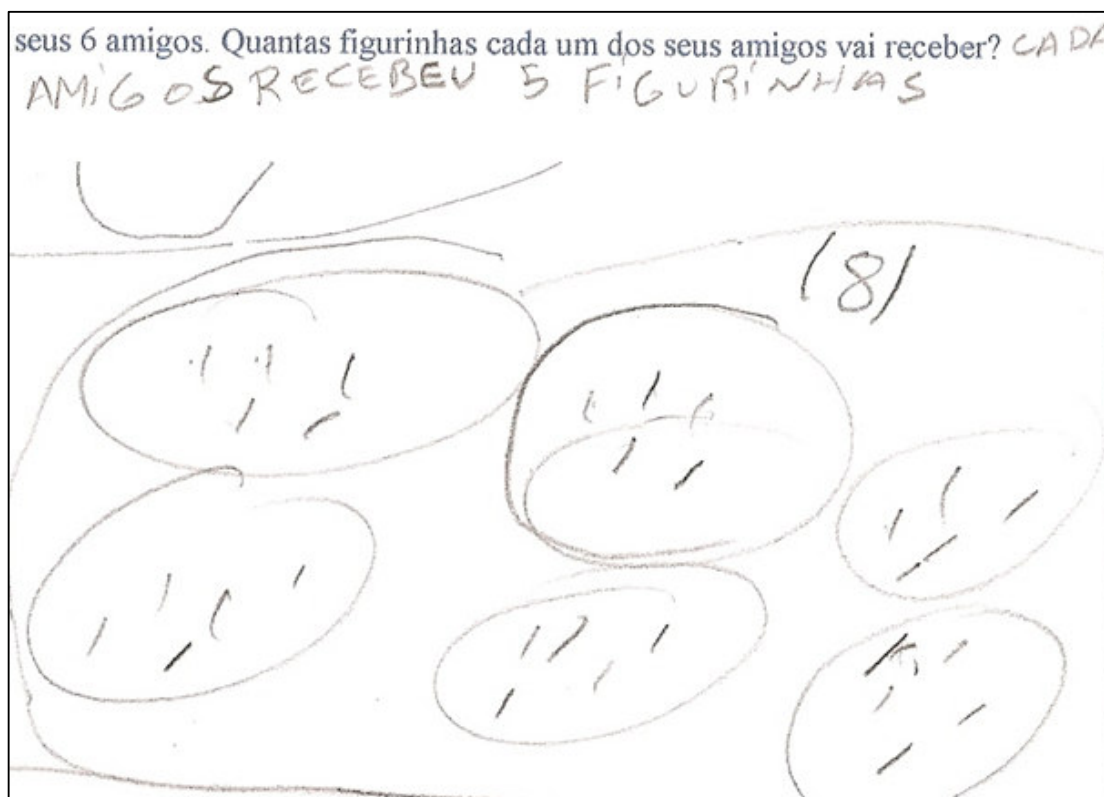 seus 6 amigos. Quantas figurinhas cada um dos seus amigos vai receber? CADA
AMIGOS RECEBEU 5 FIGURINHAS
(8)